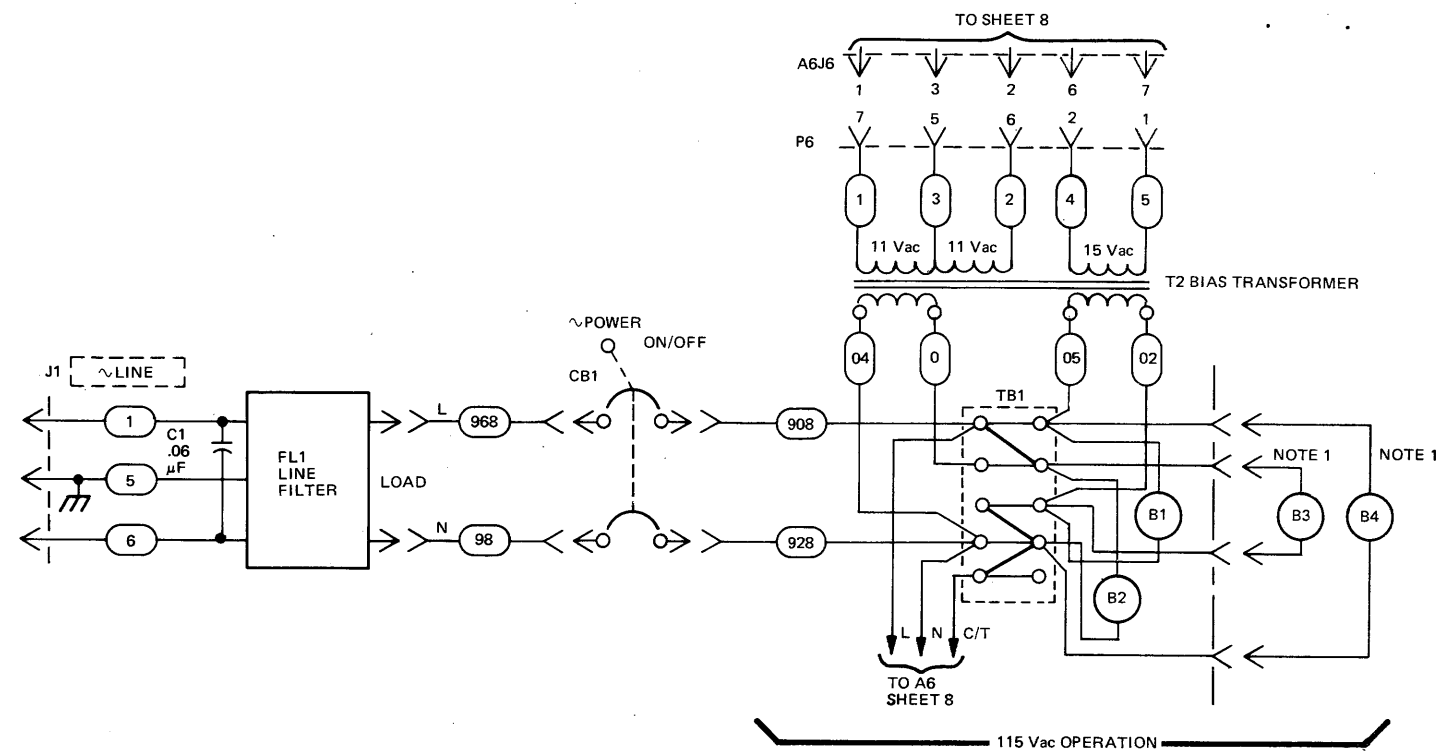 TO SHEET 8
A6J6
1 3 2 6 7
7 5 6 2 1
P6
1 3 2 4 5
11 Vac 11 Vac 15 Vac
T2 BIAS TRANSFORMER
∿POWER
ON/OFF
04 0 05 02
J1 ∿LINE
CB1
TB1
1 L 968 908
C1
.06
µF
FL1
LINE
FILTER
LOAD
NOTE 1 NOTE 1
5
B1 B3 B4
6 N 98 928
B2
L N C/T
TO A6
SHEET 8
115 Vac OPERATION